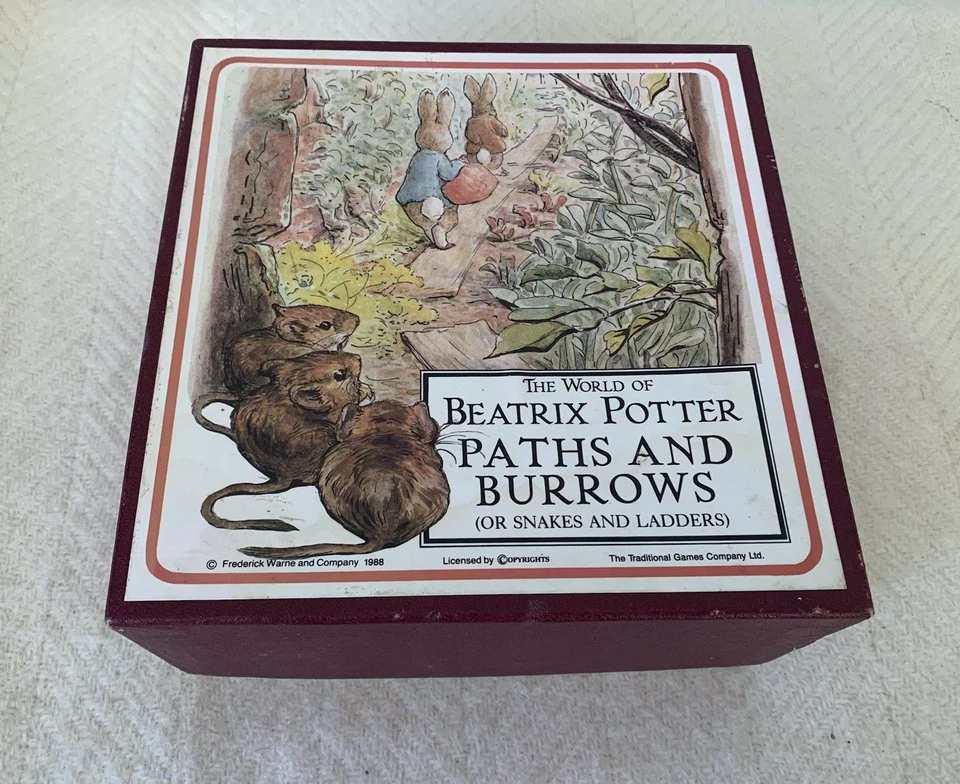 THE WORLD OF
BEATRIX POTTER
PATHS AND
BURROWS
(OR SNAKES AND LADDERS)
© Frederick Warne and Company 1988 Licensed by COPYRIGHTS The Traditional Games Company Ltd.